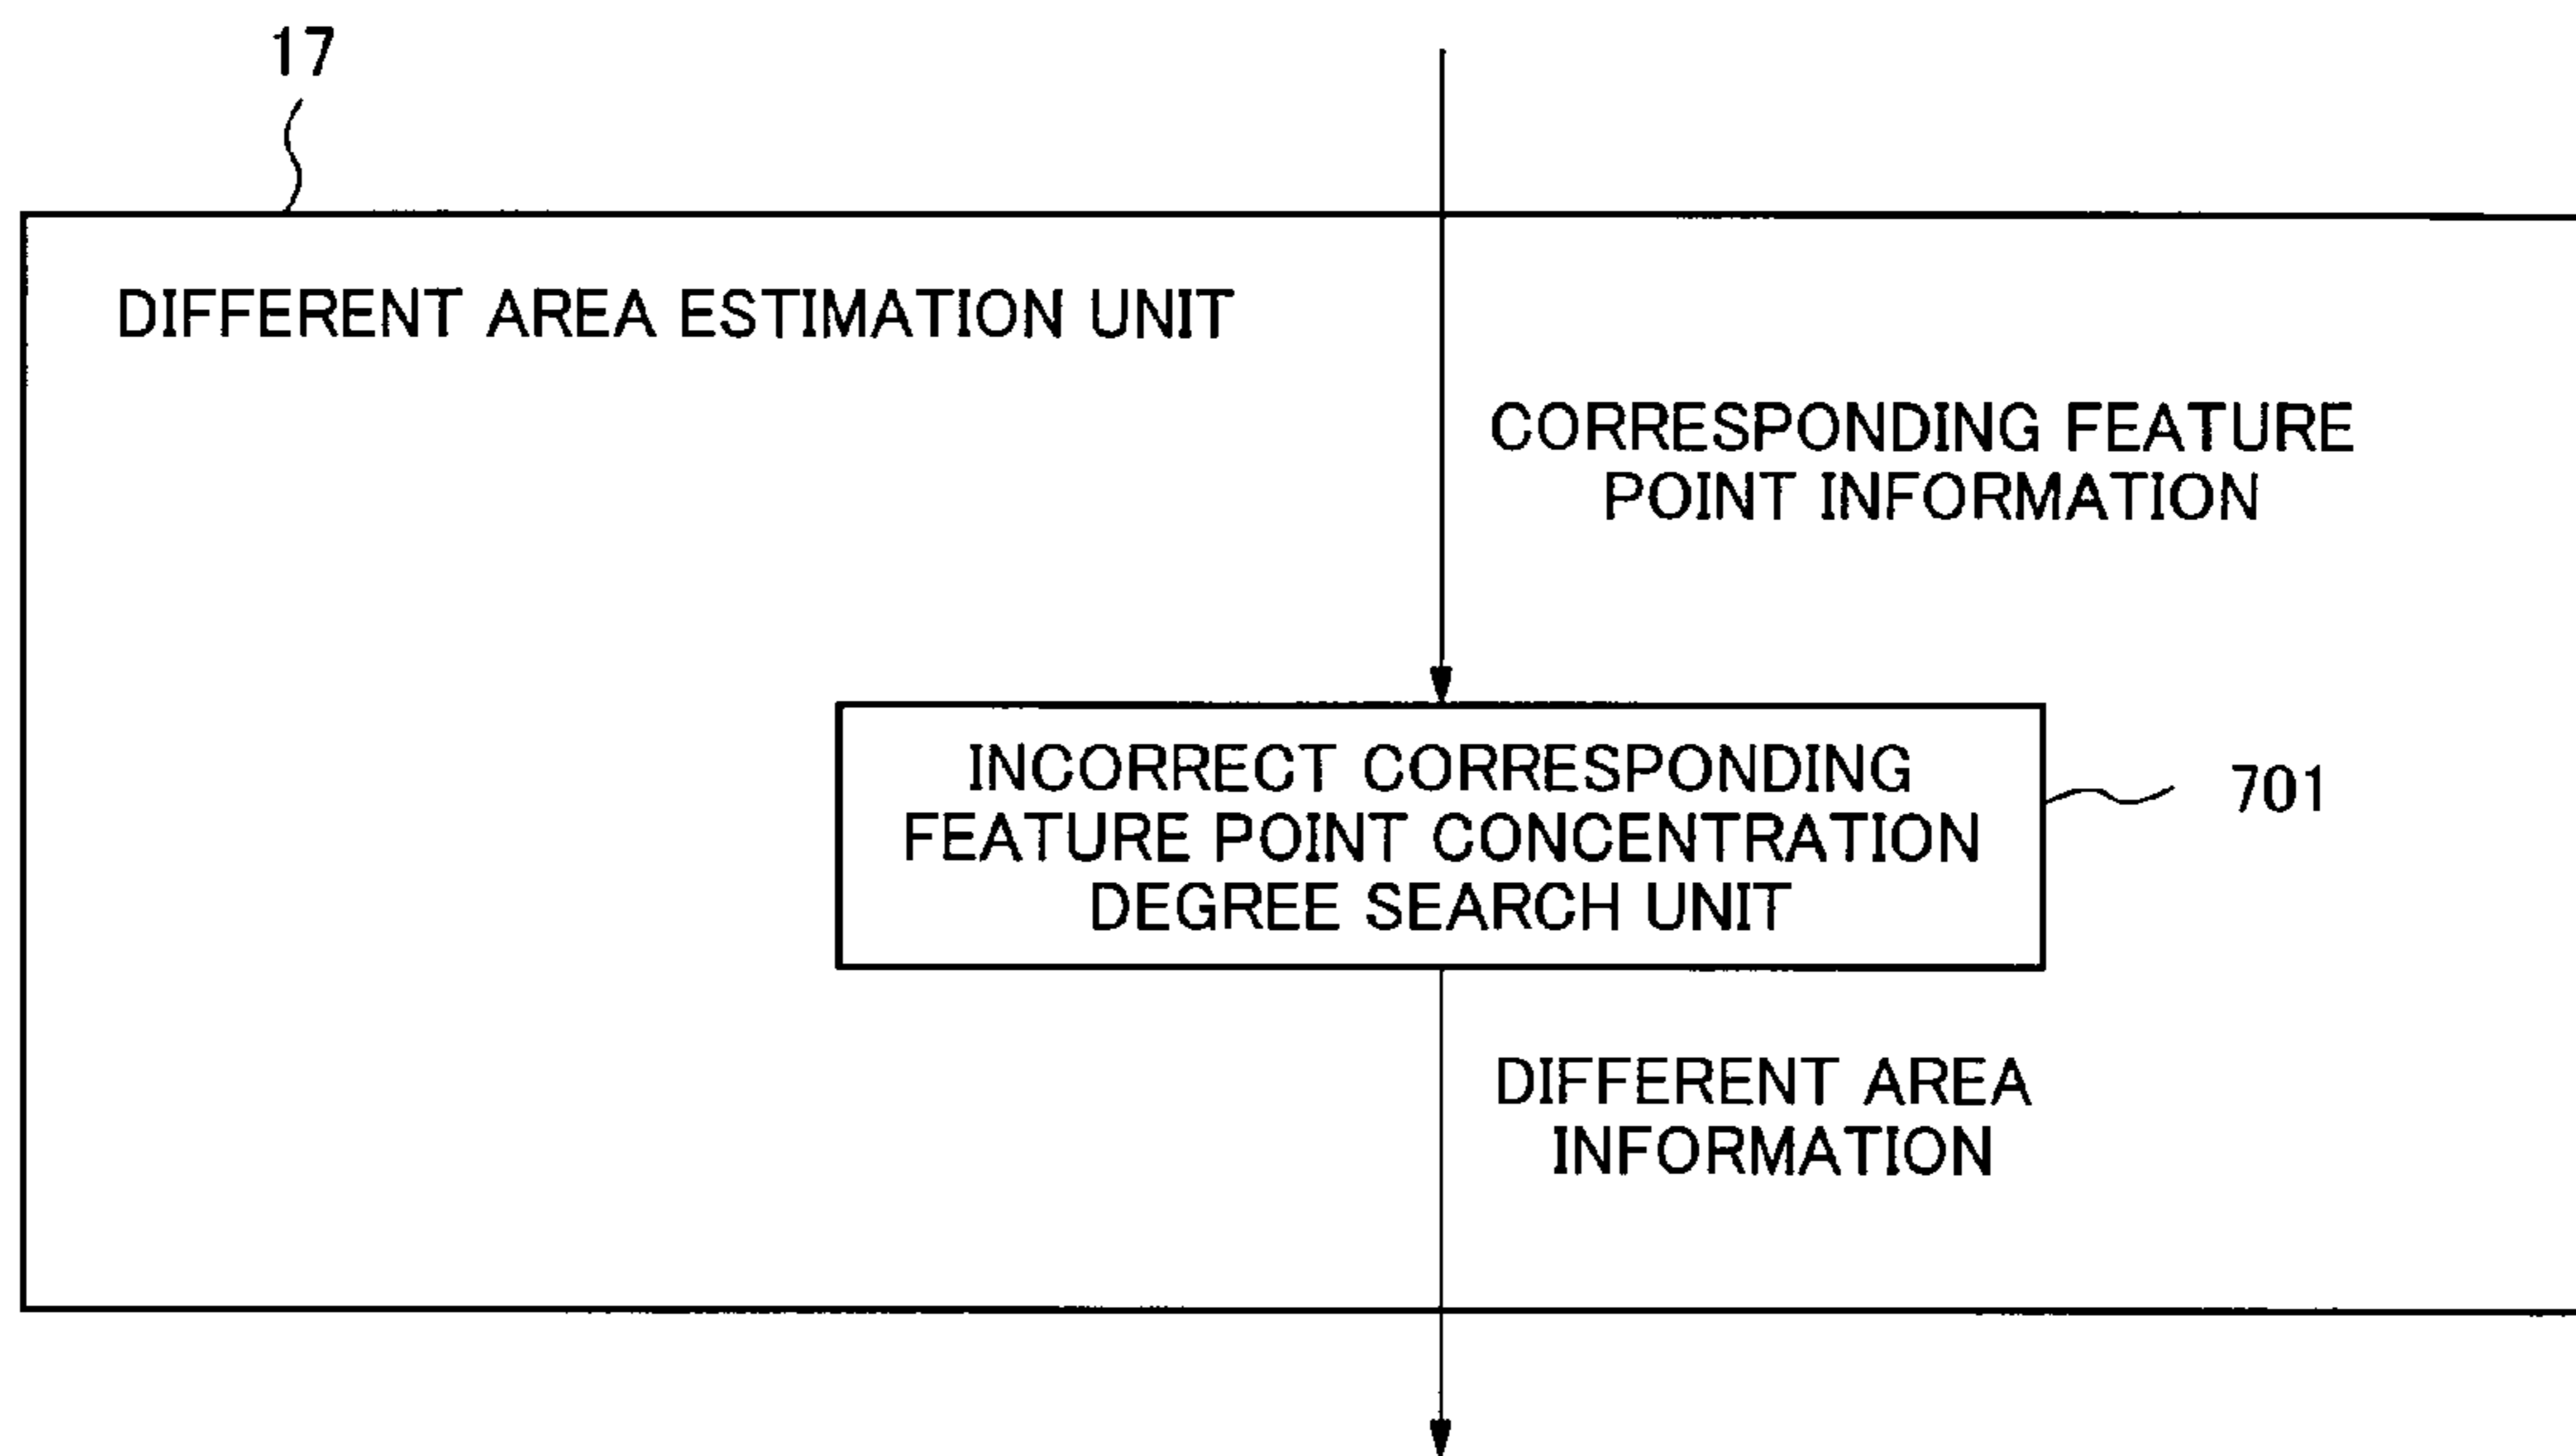 17
DIFFERENT AREA ESTIMATION UNIT
CORRESPONDING FEATURE
POINT INFORMATION
INCORRECT CORRESPONDING
FEATURE POINT CONCENTRATION
DEGREE SEARCH UNIT
701
DIFFERENT AREA
INFORMATION